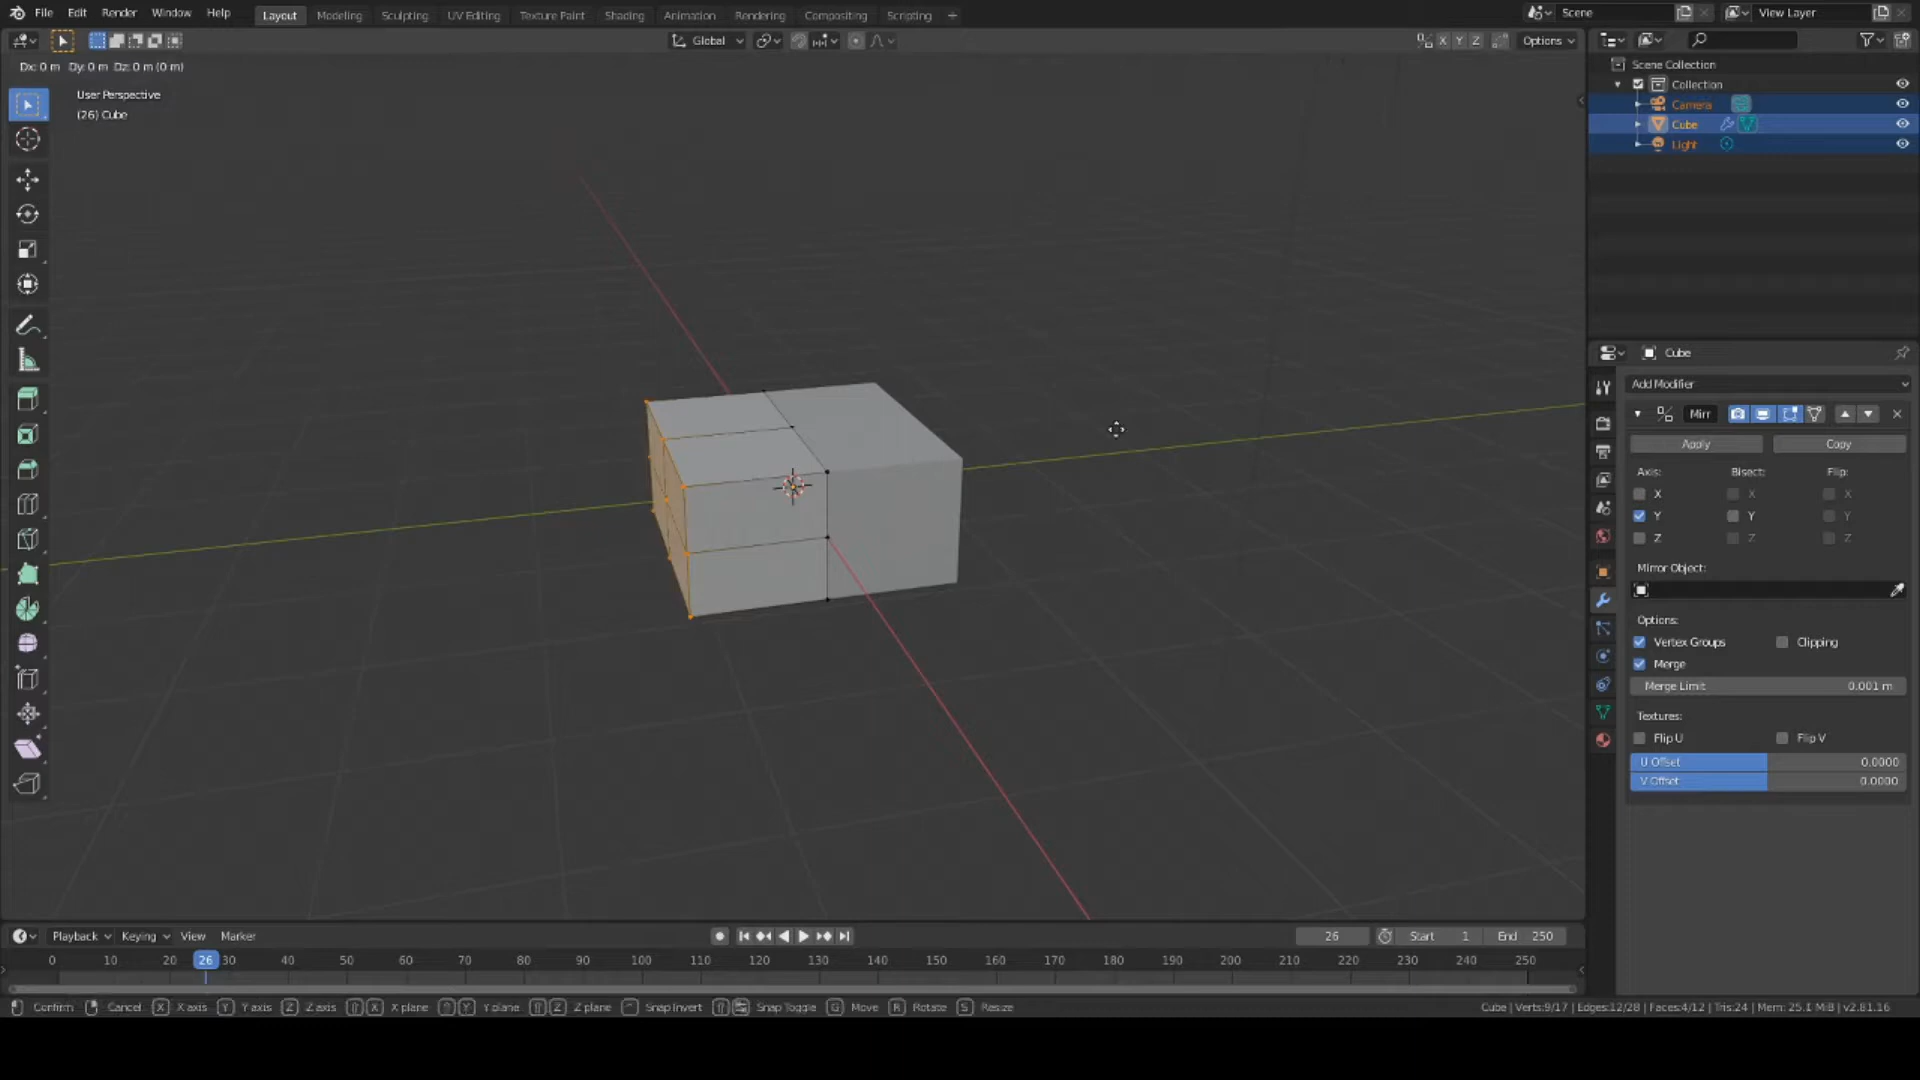 File Edit Render Window Help Layout Modeling Sculpting UV Editing Texture Paint Shading Animation Rendering Compositing Scripting + Scene View Layer
Global X Y Z Options
Dx: 0 m Dy: 0 m Dz: 0 m (0 m)
User Perspective
(26) Cube
Scene Collection
Collection
Camera
Cube
Light
Cube
Add Modifier
Mirr
Apply Copy
Axis: Bisect: Flip:
X X X
Y Y Y
Z Z Z
Mirror Object:
Options:
Vertex Groups Clipping
Merge
Merge Limit 0.001 m
Textures:
Flip U Flip V
U Offset 0.0000
V Offset 0.0000
Playback Keying View Marker 26 Start 1 End 250
0 10 20 26 30 40 50 60 70 80 90 100 110 120 130 140 150 160 170 180 190 200 210 220 230 240 250
Confirm Cancel X X axis Y Y axis Z Z axis X X plane Y Y plane Z Z plane Snap Invert Snap Toggle G Move R Rotate S Resize Cube | Verts:9/17 | Edges:12/28 | Faces:4/12 | Tris:24 | Mem: 25.1 MiB | v2.81.16